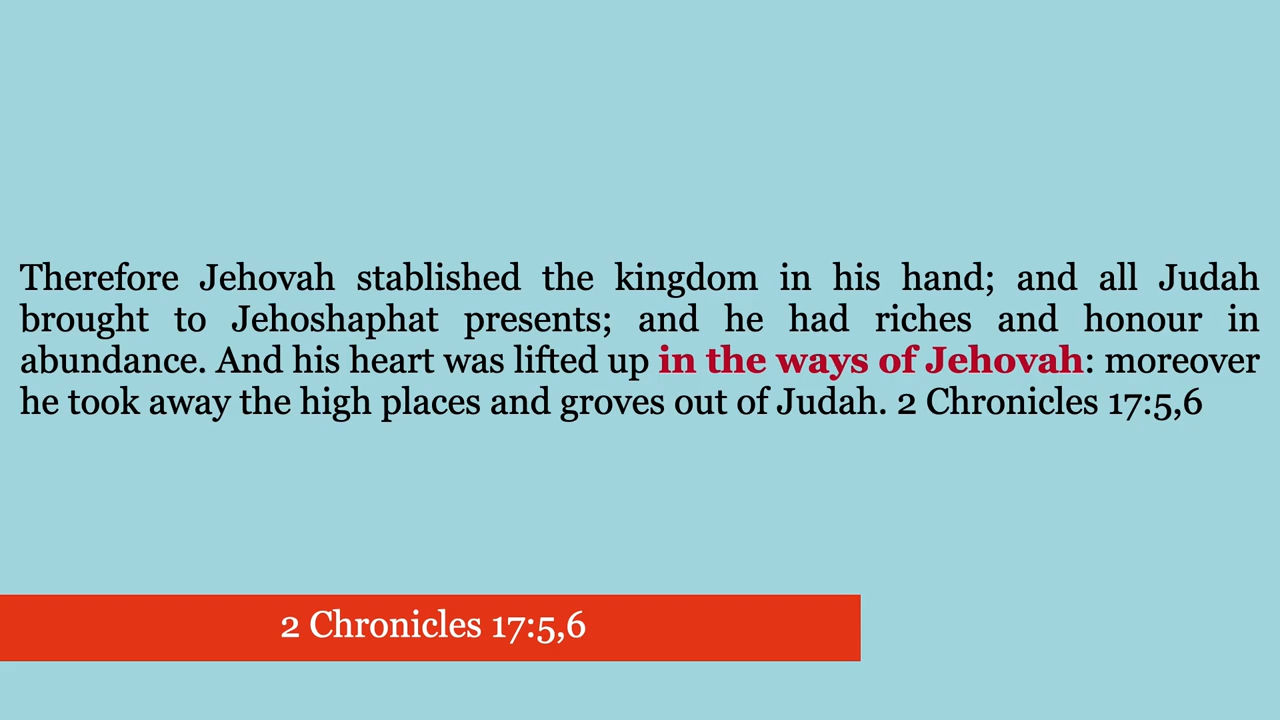 Therefore Jehovah stablished the kingdom in his hand; and all Judah
brought to Jehoshaphat presents; and he had riches and honour in
abundance. And his heart was lifted up in the ways of Jehovah: moreover
he took away the high places and groves out of Judah. 2 Chronicles 17:5,6
2 Chronicles 17:5,6